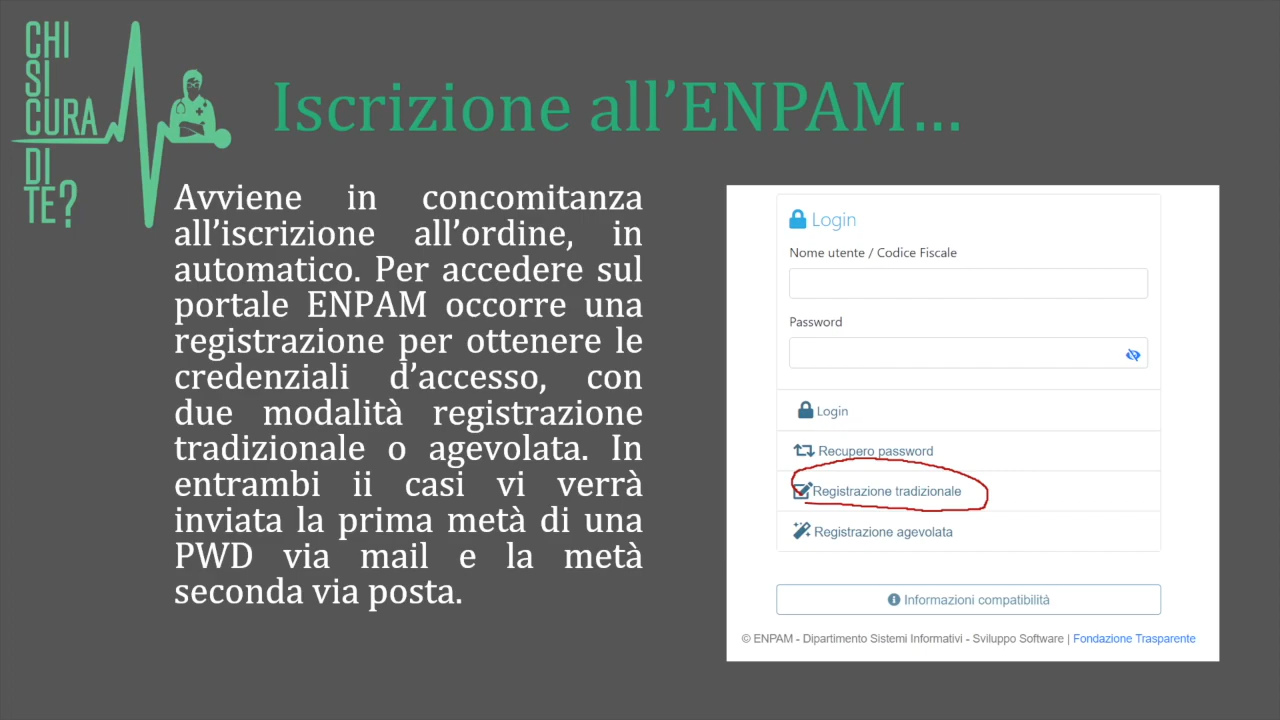 CHI
SI
CURA
DI
TE?
Iscrizione all’ENPAM…
Avviene in concomitanza
all’iscrizione all’ordine, in
automatico. Per accedere sul
portale ENPAM occorre una
registrazione per ottenere le
credenziali d’accesso, con
due modalità registrazione
tradizionale o agevolata. In
entrambi ii casi vi verrà
inviata la prima metà di una
PWD via mail e la metà
seconda via posta.
Login
Nome utente / Codice Fiscale
Password
Login
Recupero password
Registrazione tradizionale
Registrazione agevolata
Informazioni compatibilità
© ENPAM - Dipartimento Sistemi Informativi - Sviluppo Software | Fondazione Trasparente